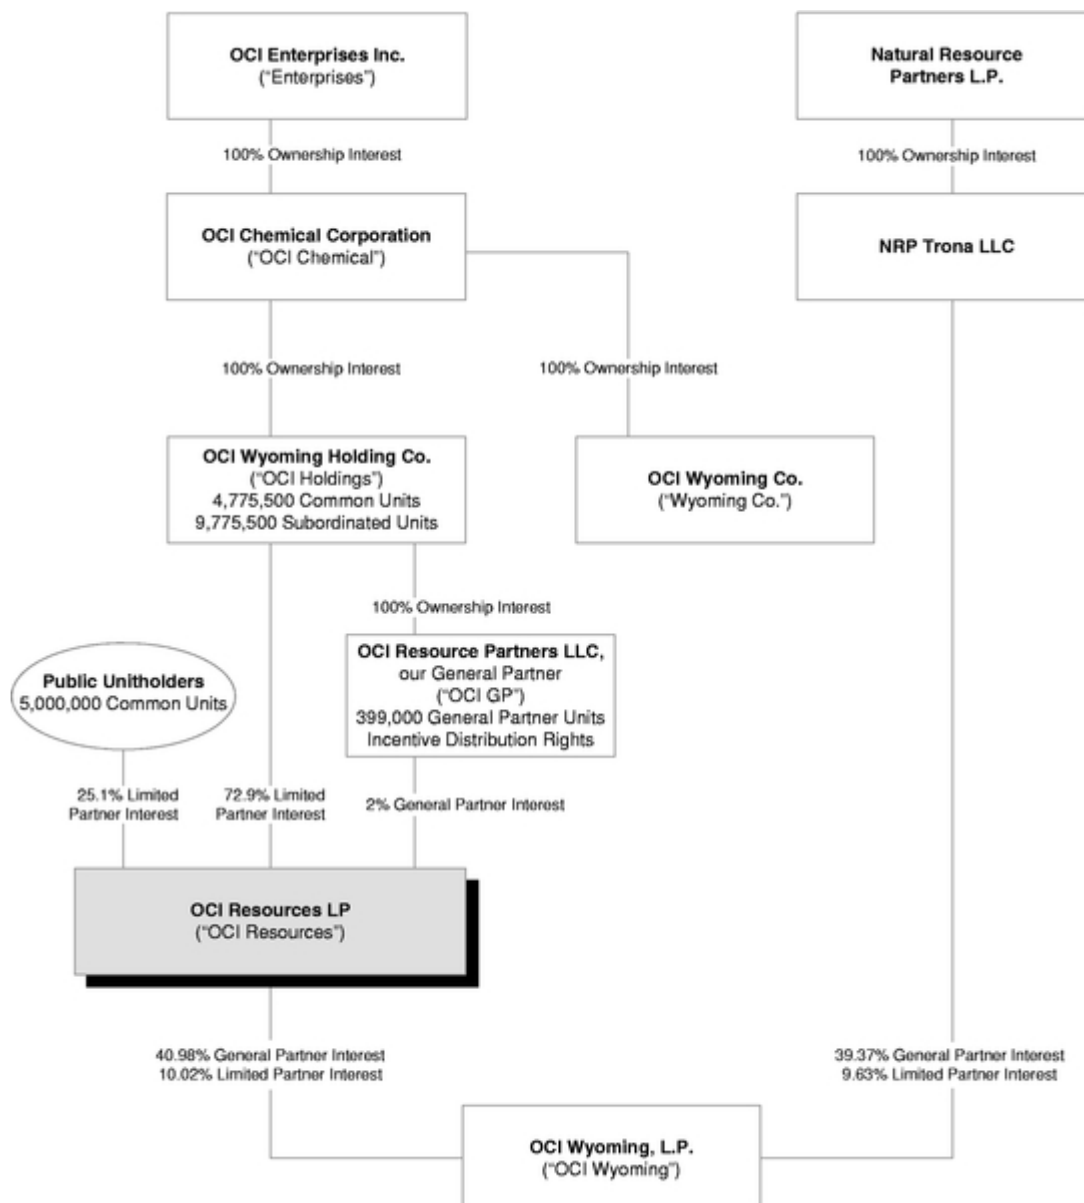 OCI Enterprises Inc.
("Enterprises")
Natural Resource
Partners L.P.
100% Ownership Interest
100% Ownership Interest
OCI Chemical Corporation
("OCI Chemical")
NRP Trona LLC
100% Ownership Interest
100% Ownership Interest
OCI Wyoming Holding Co.
("OCI Holdings")
4,775,500 Common Units
9,775,500 Subordinated Units
OCI Wyoming Co.
("Wyoming Co.")
100% Ownership Interest
OCI Resource Partners LLC,
our General Partner
("OCI GP")
399,000 General Partner Units
Incentive Distribution Rights
Public Unitholders
5,000,000 Common Units
25.1% Limited
Partner Interest
72.9% Limited
Partner Interest
2% General Partner Interest
OCI Resources LP
("OCI Resources")
40.98% General Partner Interest
10.02% Limited Partner Interest
39.37% General Partner Interest
9.63% Limited Partner Interest
OCI Wyoming, L.P.
("OCI Wyoming")